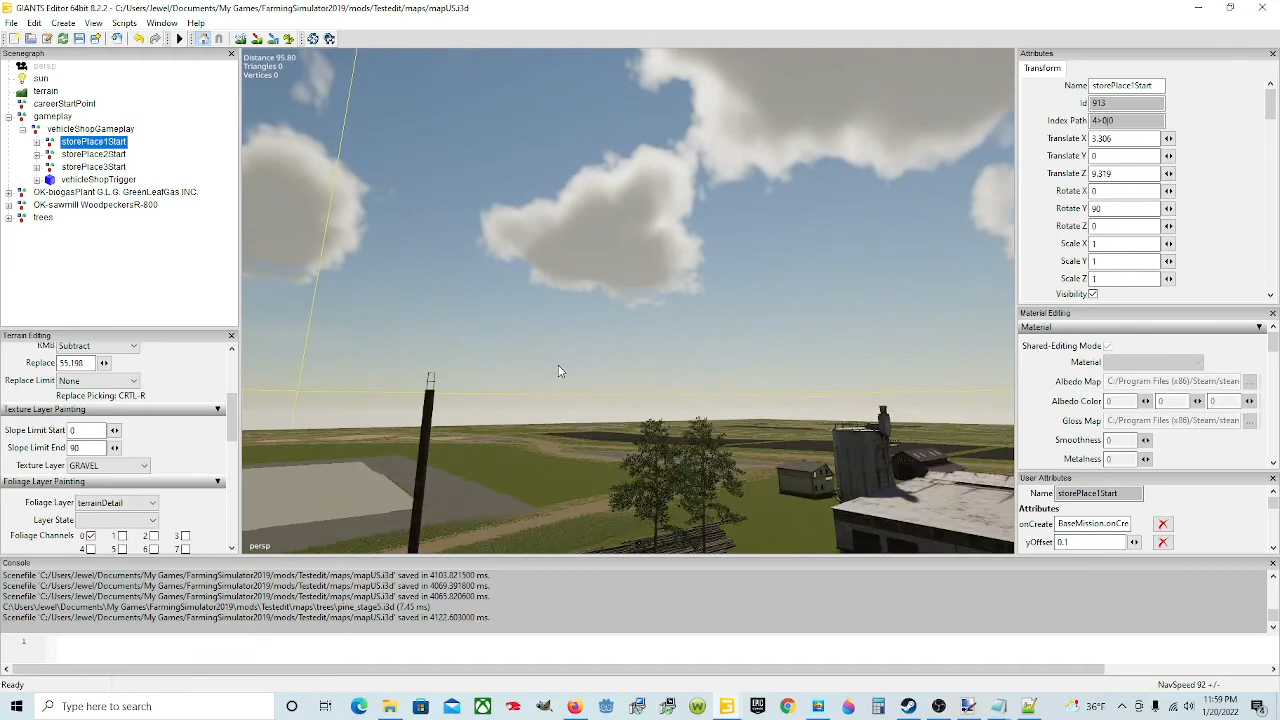 GIANTS Editor 64bit 8.2.2 - C:/Users/Jewel/Documents/My Games/FarmingSimulator2019/mods/Testedit/maps/mapUS.i3d
File Edit Create View Scripts Window Help
Scenegraph
persp
sun
terrain
careerStartPoint
gameplay
vehicleShopGameplay
storePlace1Start
storePlace2Start
storePlace3Start
vehicleShopTrigger
OK-biogasPlant G.L.G. GreenLeafGas INC.
OK-sawmill WoodpeckersR-800
trees
Terrain Editing
RMB Subtract
Replace 55.198
Replace Limit None
Replace Picking: CRTL-R
Texture Layer Painting
Slope Limit Start 0
Slope Limit End 90
Texture Layer GRAVEL
Foliage Layer Painting
Foliage Layer terrainDetail
Layer State
Foliage Channels 0 1 2 3
4 5 6 7
Distance 95.80
Triangles 0
Vertices 0
persp
Attributes
Transform
Name storePlace1Start
Id 913
Index Path 4>0|0
Translate X 3.306
Translate Y 0
Translate Z 9.319
Rotate X 0
Rotate Y 90
Rotate Z 0
Scale X 1
Scale Y 1
Scale Z 1
Visibility
Material Editing
Material
Shared-Editing Mode
Material
Albedo Map C:/Program Files (x86)/Steam/stean ...
Albedo Color 0 0 0
Gloss Map C:/Program Files (x86)/Steam/stean ...
Smoothness 0
Metalness 0
User Attributes
Name storePlace1Start
Attributes
onCreate BaseMission.onCre
yOffset 0.1
Console
Scenefile 'C:/Users/Jewel/Documents/My Games/FarmingSimulator2019/mods/Testedit/maps/mapUS.i3d' saved in 4103.821500 ms.
Scenefile 'C:/Users/Jewel/Documents/My Games/FarmingSimulator2019/mods/Testedit/maps/mapUS.i3d' saved in 4069.391800 ms.
Scenefile 'C:/Users/Jewel/Documents/My Games/FarmingSimulator2019/mods/Testedit/maps/mapUS.i3d' saved in 4065.820600 ms.
C:\Users\Jewel\Documents\My Games\FarmingSimulator2019\mods\Testedit\maps\trees\pine_stage5.i3d (7.45 ms)
Scenefile 'C:/Users/Jewel/Documents/My Games/FarmingSimulator2019/mods/Testedit/maps/mapUS.i3d' saved in 4122.603000 ms.
1
Ready
NavSpeed 92 +/-
Type here to search
36°F
11:59 PM
1/20/2022
4